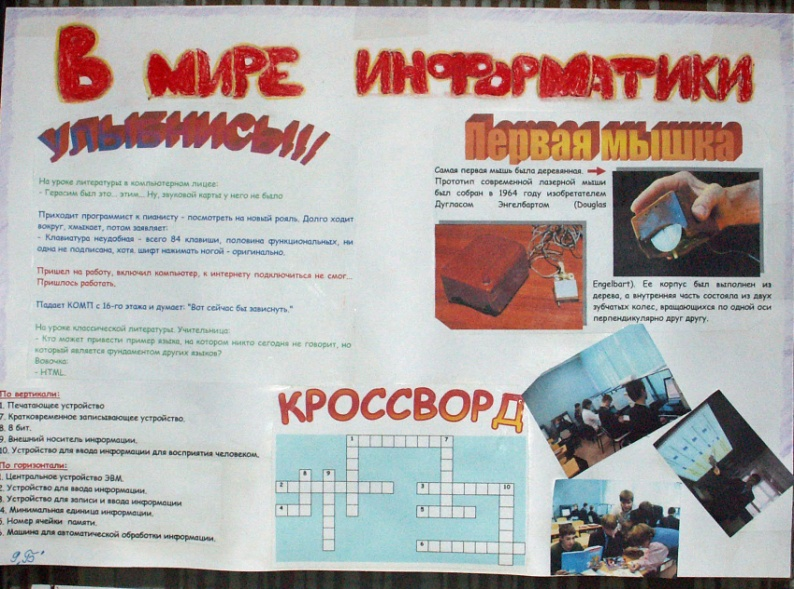 В МИРЕ ИНФОРМАТИКИ
УЛЫБНИСЬ!!!
На уроке литературы в компьютерном лицее:
- Герасим был это... этим... Ну, звуковой карты у него не было
Приходит программист к пианисту - посмотреть на новый рояль. Долго ходит
вокруг, хмыкает, потом заявляет:
- Клавиатура неудобная - всего 84 клавиши, половина функциональных, ни
одна не подписана, хотя, шифт нажимать ногой - оригинально.
Пришел на работу, включил компьютер, к интернету подключиться не смог...
Пришлось работать.
Падает КОМП с 16-го этажа и думает: "Вот сейчас бы зависнуть."
На уроке классической литературы. Учительница:
- Кто может привести пример языка, на котором никто сегодня не говорит, но
который является фундаментом других языков?
Вовочка:
- HTML.
Первая мышка
Самая первая мышь была деревянная.
Прототип современной лазерной мыши
был собран в 1964 году изобретателем
Дугласом Энгелбартом (Douglas
Engelbart). Ее корпус был выполнен из
дерева, а внутренняя часть состояла из двух
зубчатых колес, вращающихся по одной оси
перпендикулярно друг другу.
По вертикали:
1. Печатающее устройство
7. Кратковременное записывающее устройство.
8. 8 бит.
9. Внешний носитель информации.
10. Устройство для ввода информации для восприятия человеком.
По горизонтали:
1. Центральное устройство ЭВМ.
2. Устройство для ввода информации.
3. Устройство для записи и ввода информации
4. Минимальная единица информации.
5. Номер ячейки памяти.
6. Машина для автоматической обработки информации.
9 "Б"
КРОССВОРД
1 7
8 9
2 3 10
4 5
6